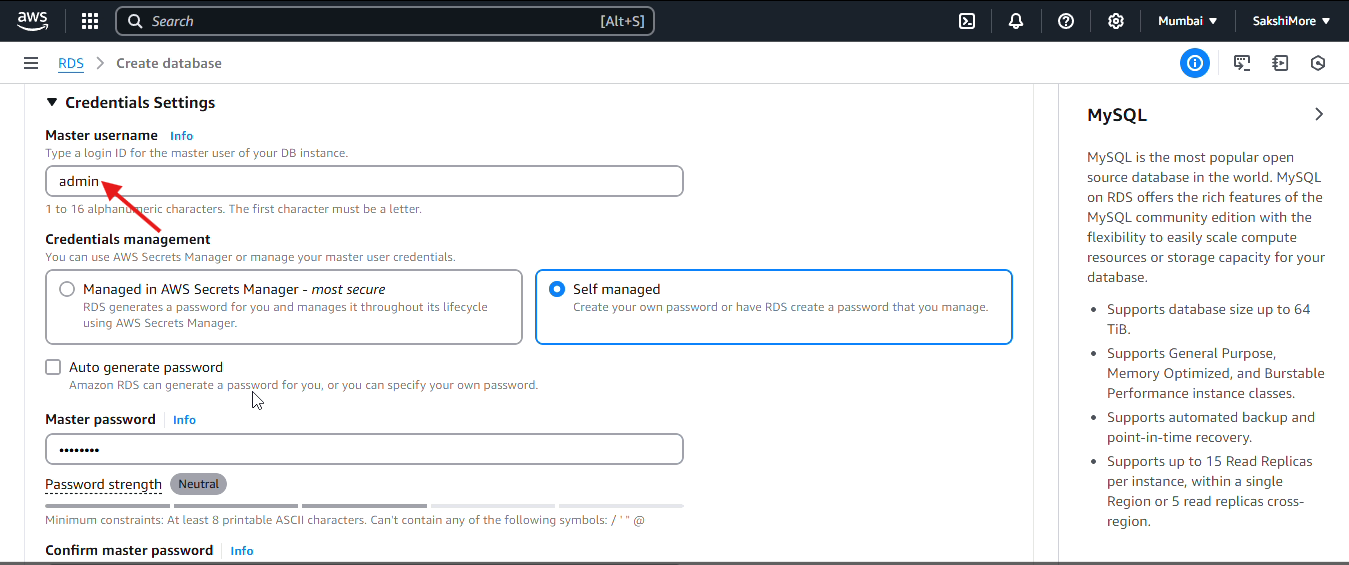 aws
Search [Alt+S] Mumbai SakshiMore
RDS > Create database
Credentials Settings
Master username Info
Type a login ID for the master user of your DB instance.
admin
1 to 16 alphanumeric characters. The first character must be a letter.
Credentials management
You can use AWS Secrets Manager or manage your master user credentials.
Managed in AWS Secrets Manager - most secure
RDS generates a password for you and manages it throughout its lifecycle
using AWS Secrets Manager.
Self managed
Create your own password or have RDS create a password that you manage.
Auto generate password
Amazon RDS can generate a password for you, or you can specify your own password.
Master password Info
••••••••
Password strength Neutral
Minimum constraints: At least 8 printable ASCII characters. Can't contain any of the following symbols: / ' " @
Confirm master password Info
MySQL
MySQL is the most popular open
source database in the world. MySQL
on RDS offers the rich features of the
MySQL community edition with the
flexibility to easily scale compute
resources or storage capacity for your
database.
• Supports database size up to 64
TiB.
• Supports General Purpose,
Memory Optimized, and Burstable
Performance instance classes.
• Supports automated backup and
point-in-time recovery.
• Supports up to 15 Read Replicas
per instance, within a single
Region or 5 read replicas cross-
region.